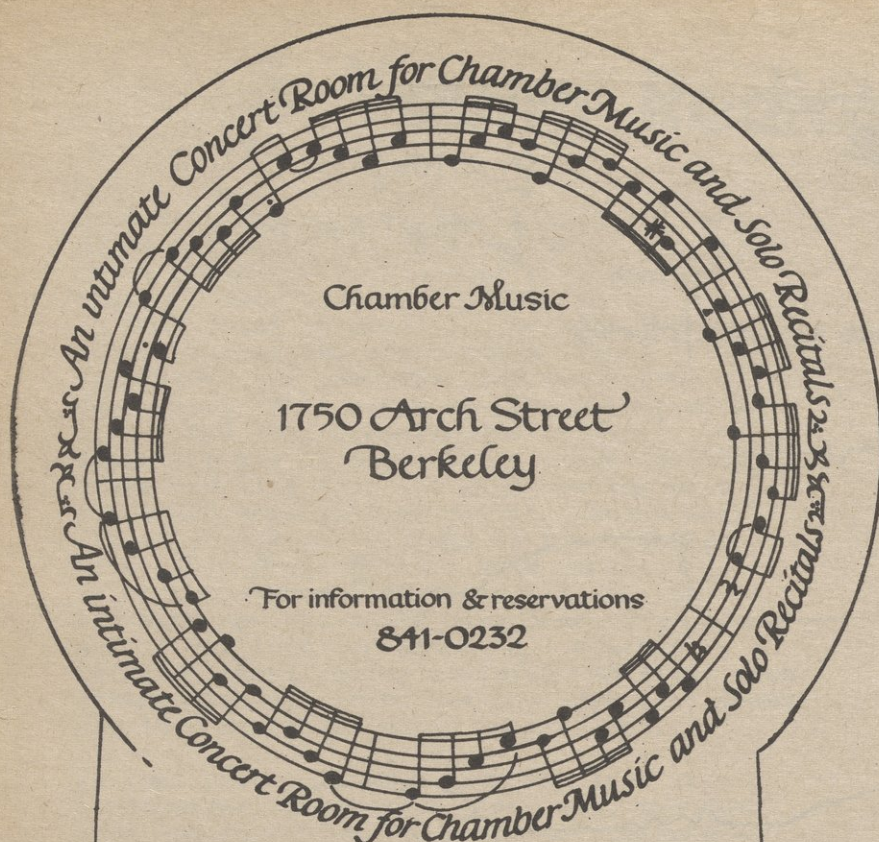 An intimate Concert Room for Chamber Music and Solo Recitals
Chamber Music
1750 Arch Street
Berkeley
For information & reservations
841-0232
An intimate Concert Room for Chamber Music and Solo Recitals